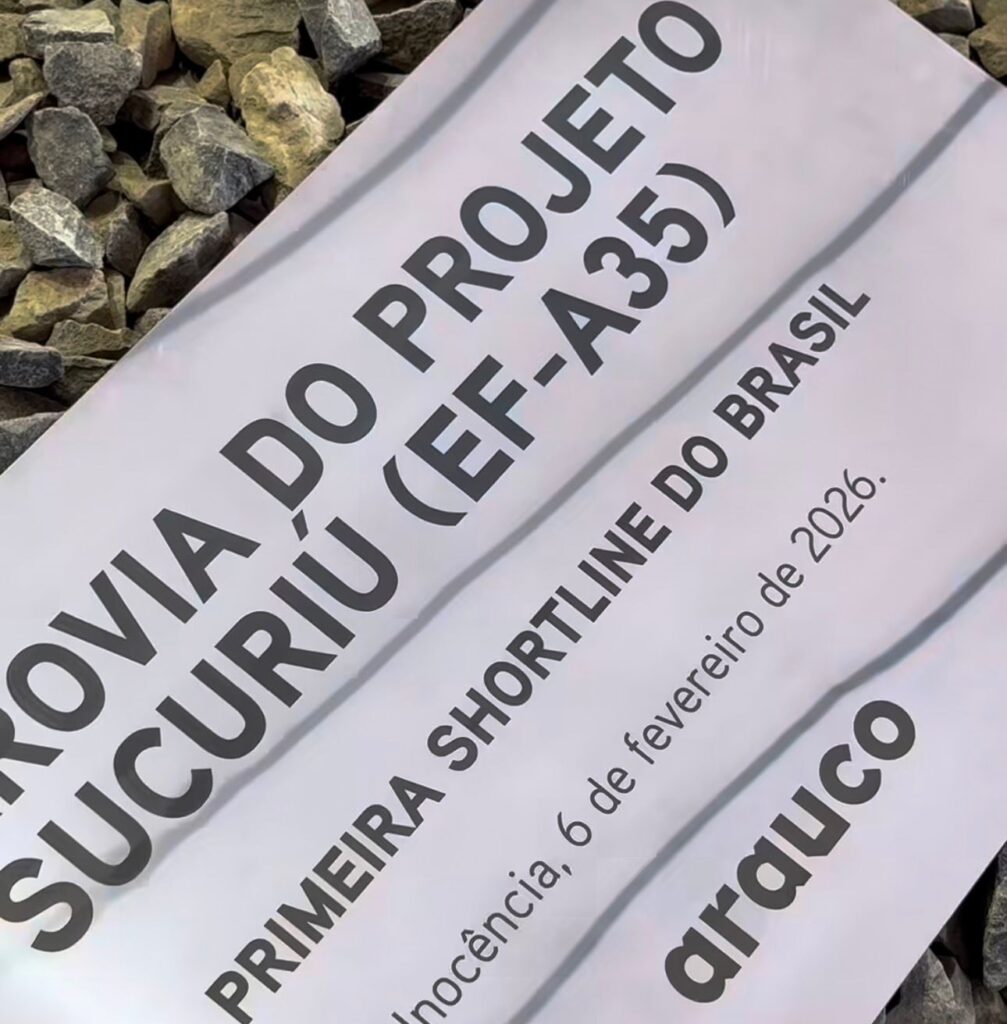 ROVIA DO PROJETO
SUCURIÚ (EF-A35)
PRIMEIRA SHORTLINE DO BRASIL
Inocência, 6 de fevereiro de 2026.
arauco